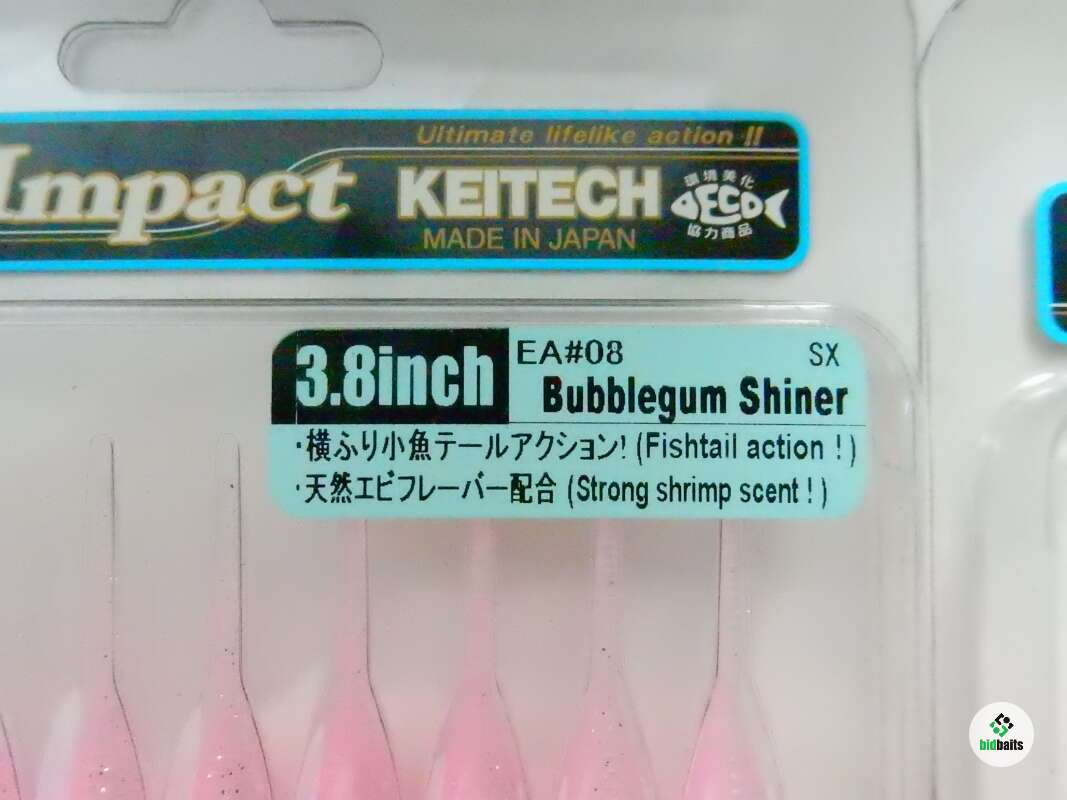 Ultimate lifelike action !!
Impact KEITECH
環境美化
ECO
協力商品
MADE IN JAPAN
3.8inch
EA#08 SX
Bubblegum Shiner
・横ふり小魚テールアクション! (Fishtail action !)
・天然エビフレーバー配合 (Strong shrimp scent !)
bidbaits